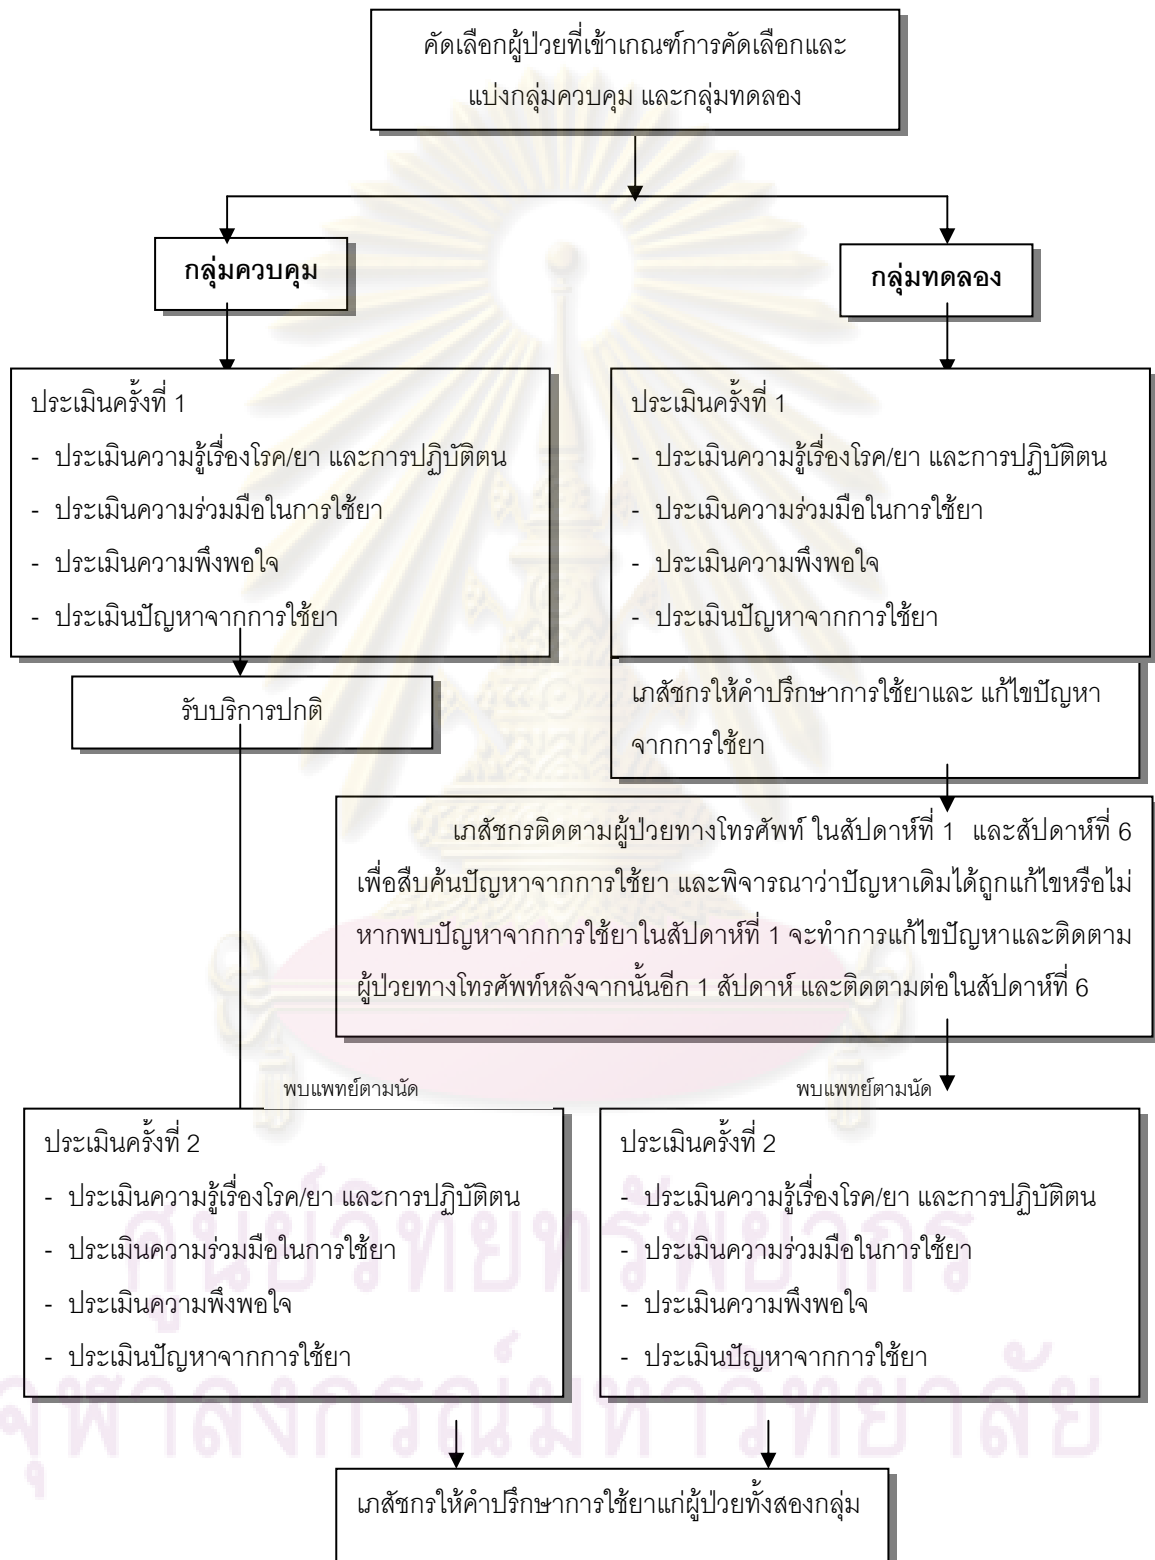 คัดเลือกผู้ป่วยที่เข้าเกณฑ์การคัดเลือกและ
แบ่งกลุ่มควบคุม และกลุ่มทดลอง
กลุ่มควบคุม
กลุ่มทดลอง
ประเมินครั้งที่ 1
- ประเมินความรู้เรื่องโรค/ยา และการปฏิบัติตน
- ประเมินความร่วมมือในการใช้ยา
- ประเมินความพึงพอใจ
- ประเมินปัญหาจากการใช้ยา
ประเมินครั้งที่ 1
- ประเมินความรู้เรื่องโรค/ยา และการปฏิบัติตน
- ประเมินความร่วมมือในการใช้ยา
- ประเมินความพึงพอใจ
- ประเมินปัญหาจากการใช้ยา
รับบริการปกติ
เภสัชกรให้คำปรึกษาการใช้ยาและ แก้ไขปัญหา
จากการใช้ยา
เภสัชกรติดตามผู้ป่วยทางโทรศัพท์ ในสัปดาห์ที่ 1 และสัปดาห์ที่ 6
เพื่อสืบค้นปัญหาจากการใช้ยา และพิจารณาว่าปัญหาเดิมได้ถูกแก้ไขหรือไม่
หากพบปัญหาจากการใช้ยาในสัปดาห์ที่ 1 จะทำการแก้ไขปัญหาและติดตาม
ผู้ป่วยทางโทรศัพท์หลังจากนั้นอีก 1 สัปดาห์ และติดตามต่อในสัปดาห์ที่ 6
พบแพทย์ตามนัด
พบแพทย์ตามนัด
ประเมินครั้งที่ 2
- ประเมินความรู้เรื่องโรค/ยา และการปฏิบัติตน
- ประเมินความร่วมมือในการใช้ยา
- ประเมินความพึงพอใจ
- ประเมินปัญหาจากการใช้ยา
ประเมินครั้งที่ 2
- ประเมินความรู้เรื่องโรค/ยา และการปฏิบัติตน
- ประเมินความร่วมมือในการใช้ยา
- ประเมินความพึงพอใจ
- ประเมินปัญหาจากการใช้ยา
ศูนย์วิทยทรัพยากร
จุฬาลงกรณ์มหาวิทยาลัย
เภสัชกรให้คำปรึกษาการใช้ยาแก่ผู้ป่วยทั้งสองกลุ่ม